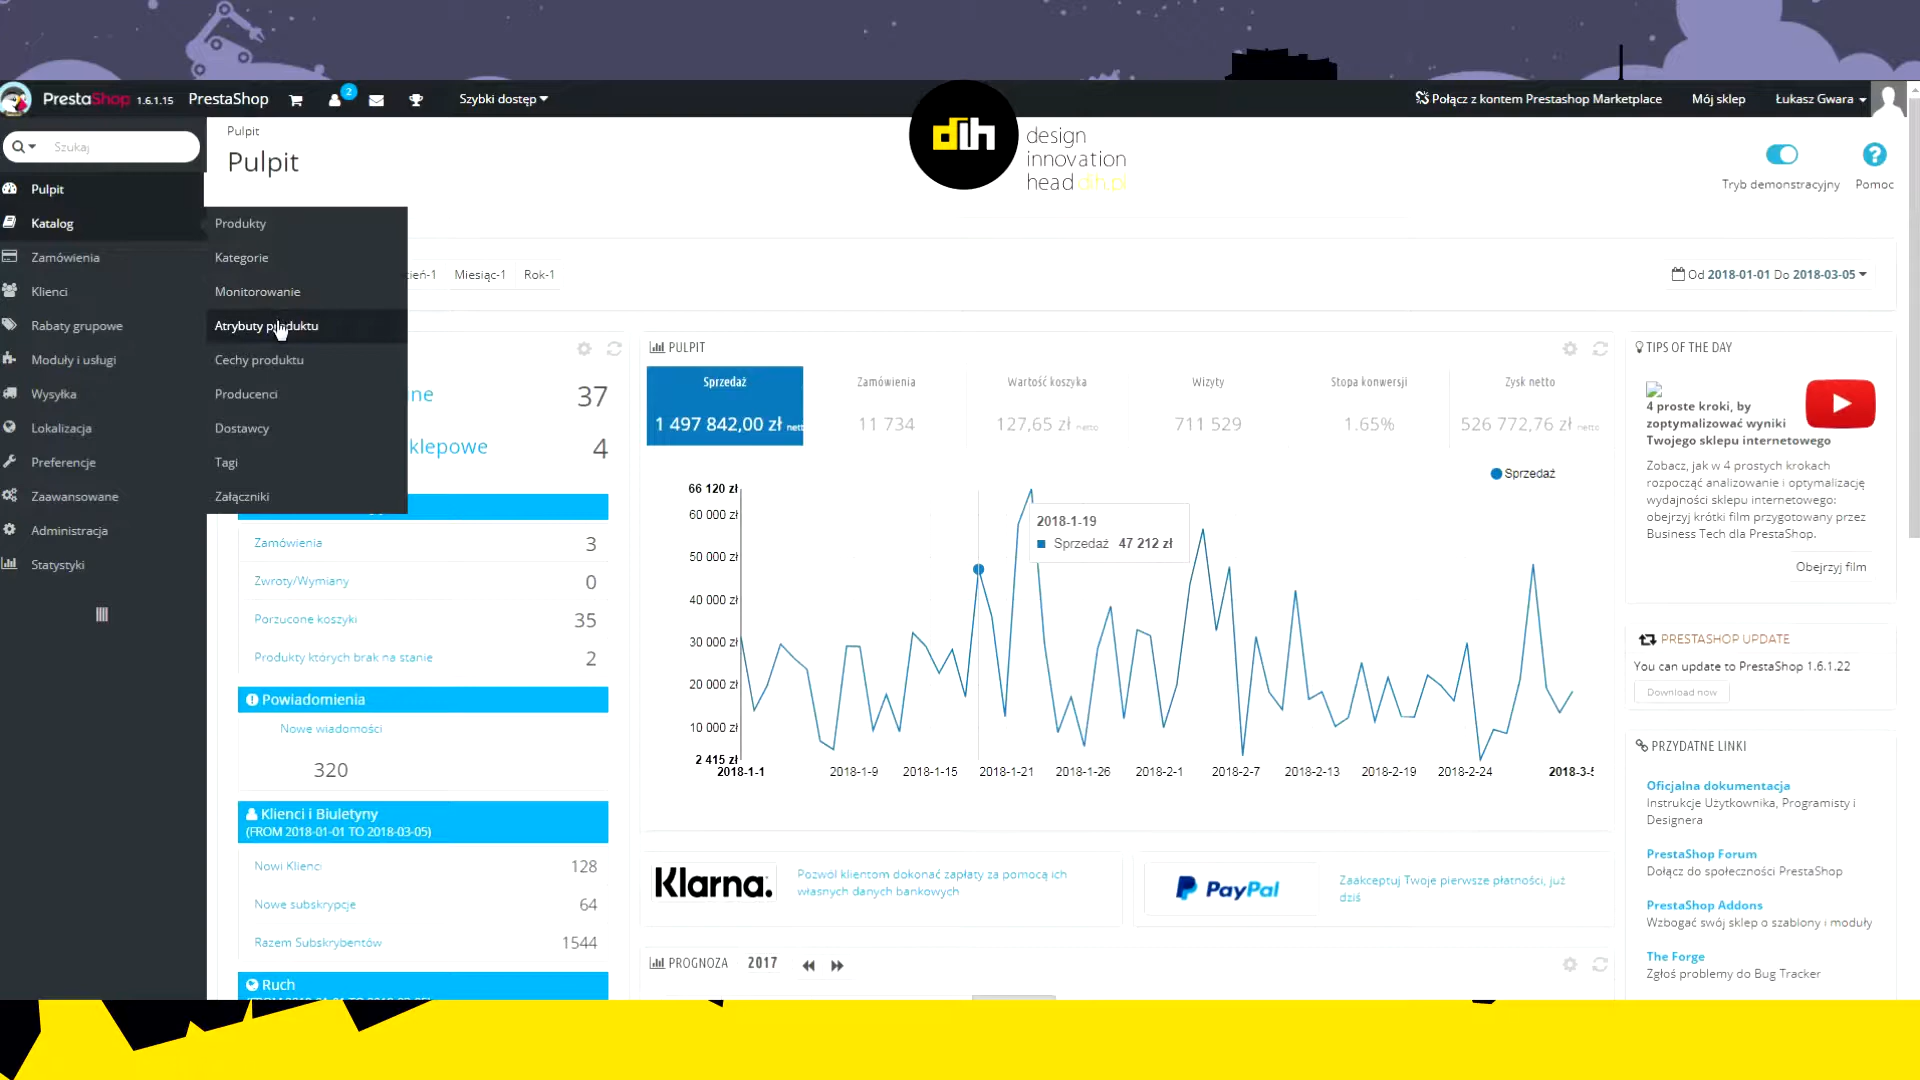 PrestaShop 1.6.1.15 PrestaShop 2 Szybki dostęp Połącz z kontem Prestashop Marketplace Mój sklep Łukasz Gwara
Szukaj
Pulpit
Katalog
Zamówienia
Klienci
Rabaty grupowe
Moduły i usługi
Wysyłka
Lokalizacja
Preferencje
Zaawansowane
Administracja
Statystyki
Produkty
Kategorie
Monitorowanie
Atrybuty produktu
Cechy produktu
Producenci
Dostawcy
Tagi
Załączniki
Pulpit
Pulpit
dih
design
innovation
head dih.pl
Tryb demonstracyjny
Pomoc
Miesiąc-1 Rok-1
Od 2018-01-01 Do 2018-03-05
37
4
Zamówienia 3
Zwroty/Wymiany 0
Porzucone koszyki 35
Produkty których brak na stanie 2
Powiadomienia
Nowe wiadomości
320
Klienci i Biuletyny
(FROM 2018-01-01 TO 2018-03-05)
Nowi Klienci 128
Nowe subskrypcje 64
Razem Subskrybentów 1544
Ruch
PULPIT
Sprzedaż
1 497 842,00 zł
Zamówienia
11 734
Wartość koszyka
127,65 zł netto
Wizyty
711 529
Stopa konwersji
1.65%
Zysk netto
526 772,76 zł netto
Sprzedaż
66 120 zł
60 000 zł
50 000 zł
40 000 zł
30 000 zł
20 000 zł
10 000 zł
2 415 zł
2018-1-19
Sprzedaż 47 212 zł
2018-1-1 2018-1-9 2018-1-15 2018-1-21 2018-1-26 2018-2-1 2018-2-7 2018-2-13 2018-2-19 2018-2-24 2018-3-5
Klarna.
Pozwól klientom dokonać zapłaty za pomocą ich
własnych danych bankowych
PayPal
Zaakceptuj Twoje pierwsze płatności, już
dziś
PROGNOZA 2017
TIPS OF THE DAY
4 proste kroki, by
zoptymalizować wyniki
Twojego sklepu internetowego
Zobacz, jak w 4 prostych krokach
rozpocząć analizowanie i optymalizację
wydajności sklepu internetowego:
obejrzyj krótki film przygotowany przez
Business Tech dla PrestaShop.
Obejrzyj film
PRESTASHOP UPDATE
You can update to PrestaShop 1.6.1.22
Download now
PRZYDATNE LINKI
Oficjalna dokumentacja
Instrukcje Użytkownika, Programisty i
Designera
PrestaShop Forum
Dołącz do społeczności PrestaShop
PrestaShop Addons
Wzbogać swój sklep o szablony i moduły
The Forge
Zgłoś problemy do Bug Tracker